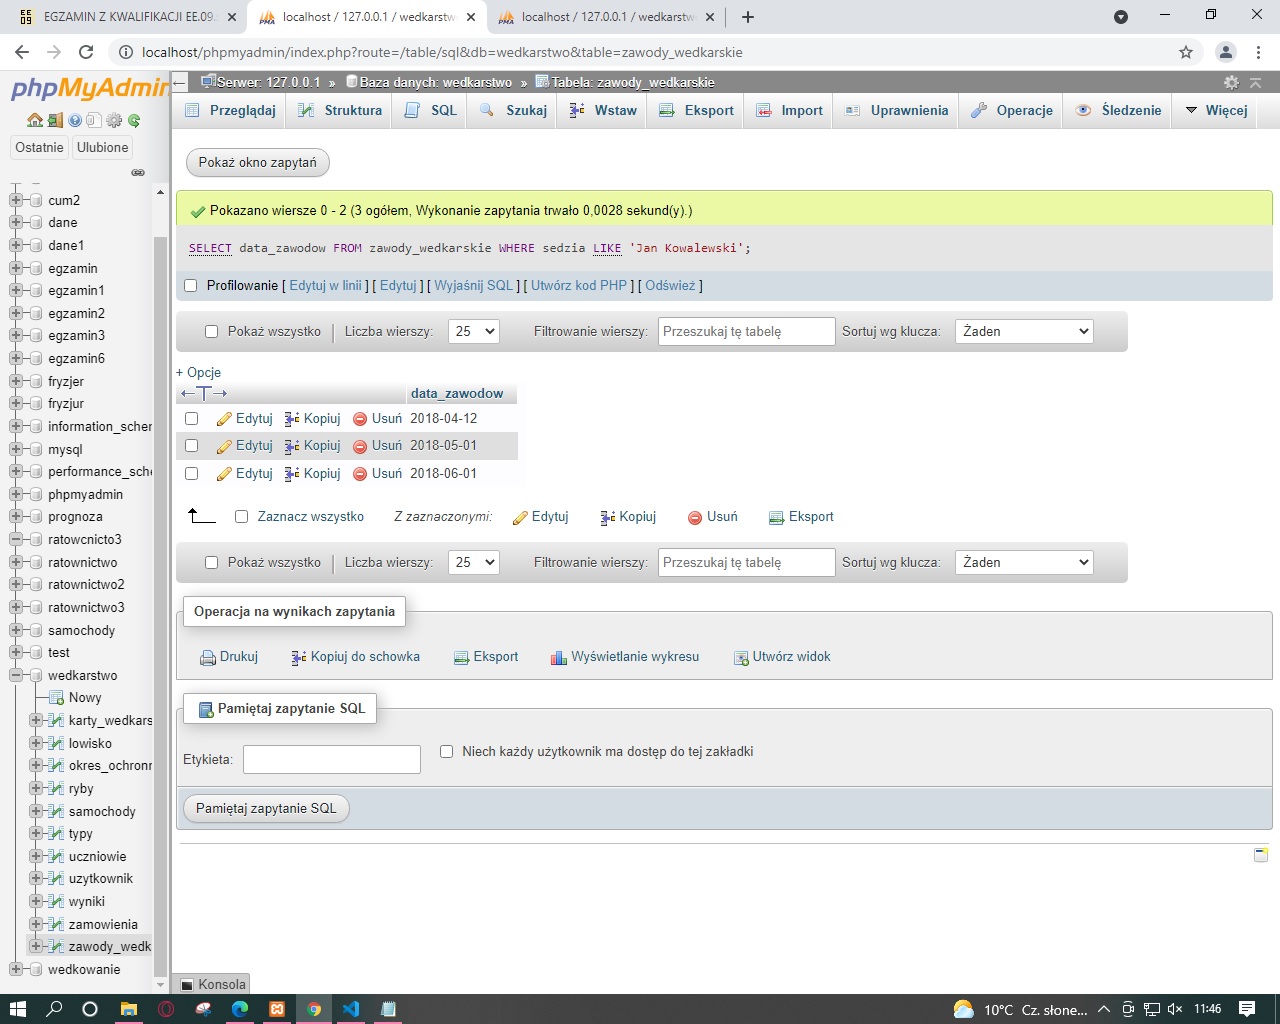 EGZAMIN Z KWALIFIKACJI EE.09.
localhost / 127.0.0.1 / wedkarstw
localhost / 127.0.0.1 / wedkarstw
localhost/phpmyadmin/index.php?route=/table/sql&db=wedkarstwo&table=zawody_wedkarskie
phpMyAdmin
Ostatnie
Ulubione
cum2
dane
dane1
egzamin
egzamin1
egzamin2
egzamin3
egzamin6
fryzjer
fryzjur
information_scher
mysql
performance_sche
phpmyadmin
prognoza
ratowcnicto3
ratownictwo
ratownictwo2
ratownictwo3
samochody
test
wedkarstwo
Nowy
karty_wedkars
lowisko
okres_ochronn
ryby
samochody
typy
uczniowie
uzytkownik
wyniki
zamowienia
zawody_wedk
wedkowanie
Serwer: 127.0.0.1 » Baza danych: wedkarstwo » Tabela: zawody_wedkarskie
Przeglądaj Struktura SQL Szukaj Wstaw Eksport Import Uprawnienia Operacje Śledzenie Więcej
Pokaż okno zapytań
Pokazano wiersze 0 - 2 (3 ogółem, Wykonanie zapytania trwało 0,0028 sekund(y).)
SELECT data_zawodow FROM zawody_wedkarskie WHERE sedzia LIKE 'Jan Kowalewski';
Profilowanie [ Edytuj w linii ] [ Edytuj ] [ Wyjaśnij SQL ] [ Utwórz kod PHP ] [ Odśwież ]
Pokaż wszystko | Liczba wierszy: 25 Filtrowanie wierszy: Przeszukaj tę tabelę Sortuj wg klucza: Żaden
+ Opcje
←T→ data_zawodow
Edytuj Kopiuj Usuń 2018-04-12
Edytuj Kopiuj Usuń 2018-05-01
Edytuj Kopiuj Usuń 2018-06-01
Zaznacz wszystko Z zaznaczonymi: Edytuj Kopiuj Usuń Eksport
Pokaż wszystko | Liczba wierszy: 25 Filtrowanie wierszy: Przeszukaj tę tabelę Sortuj wg klucza: Żaden
Operacja na wynikach zapytania
Drukuj Kopiuj do schowka Eksport Wyświetlanie wykresu Utwórz widok
Pamiętaj zapytanie SQL
Etykieta: Niech każdy użytkownik ma dostęp do tej zakładki
Pamiętaj zapytanie SQL
Konsola
10°C Cz. słone... 11:46